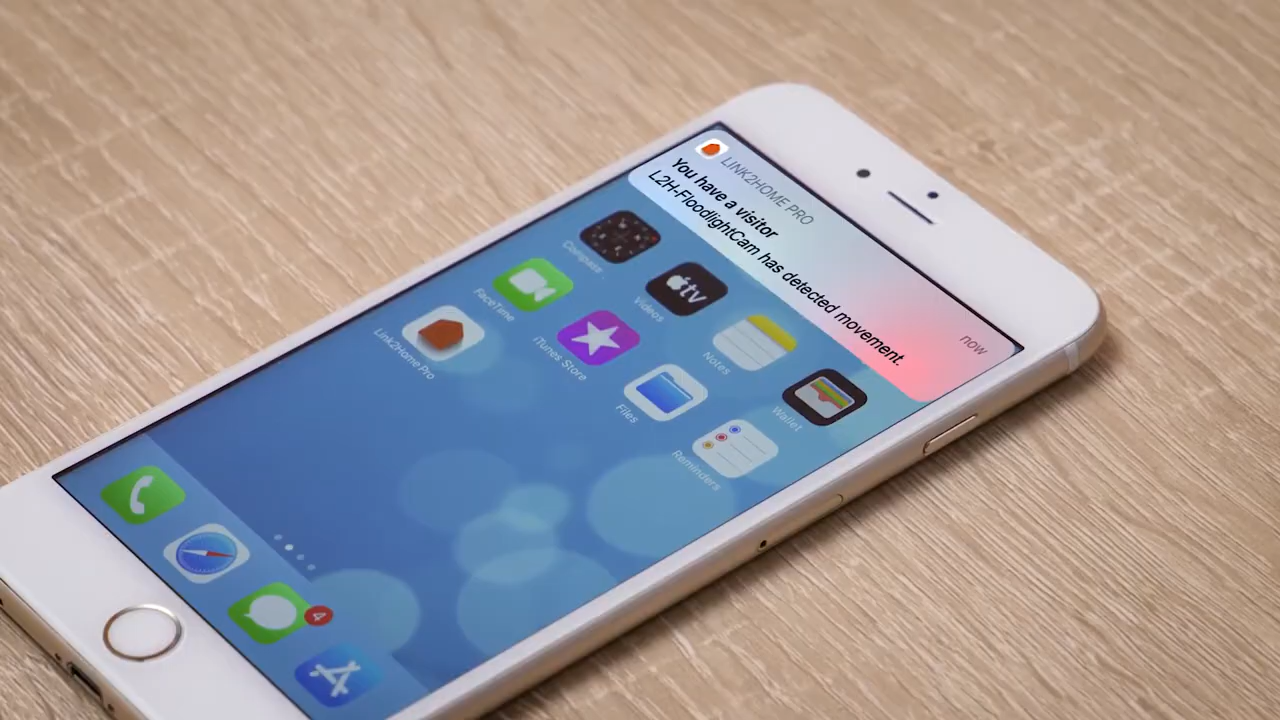 LINK2HOME PRO
now
You have a visitor
L2H-FloodlightCam has detected movement.
Compass
Videos
Notes
Wallet
FaceTime
iTunes Store
Files
Reminders
Link2Home Pro
tv
4